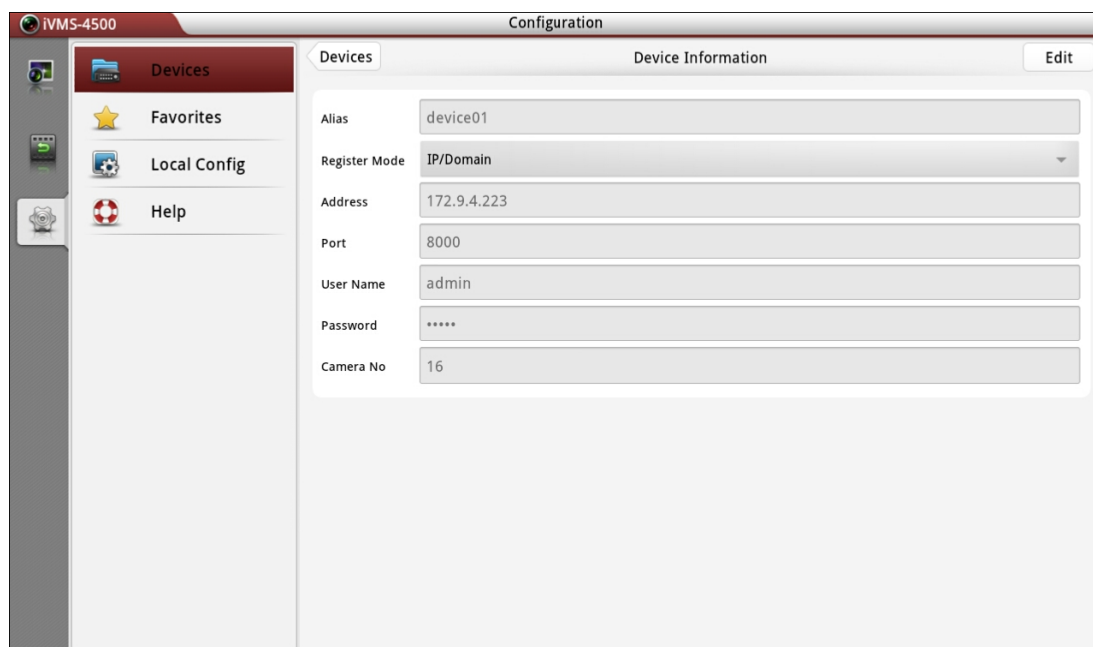 iVMS-4500
Configuration
Devices
Favorites
Local Config
Help
Devices
Device Information
Edit
Alias
device01
Register Mode
IP/Domain
Address
172.9.4.223
Port
8000
User Name
admin
Password
•••••
Camera No
16